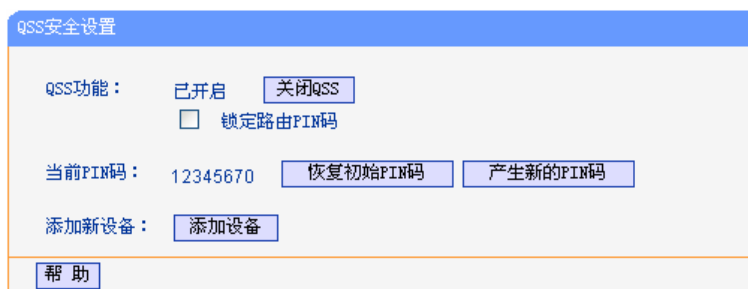 QSS安全设置
QSS功能： 已开启 关闭QSS
锁定路由PIN码
当前PIN码： 12345670 恢复初始PIN码 产生新的PIN码
添加新设备： 添加设备
帮 助